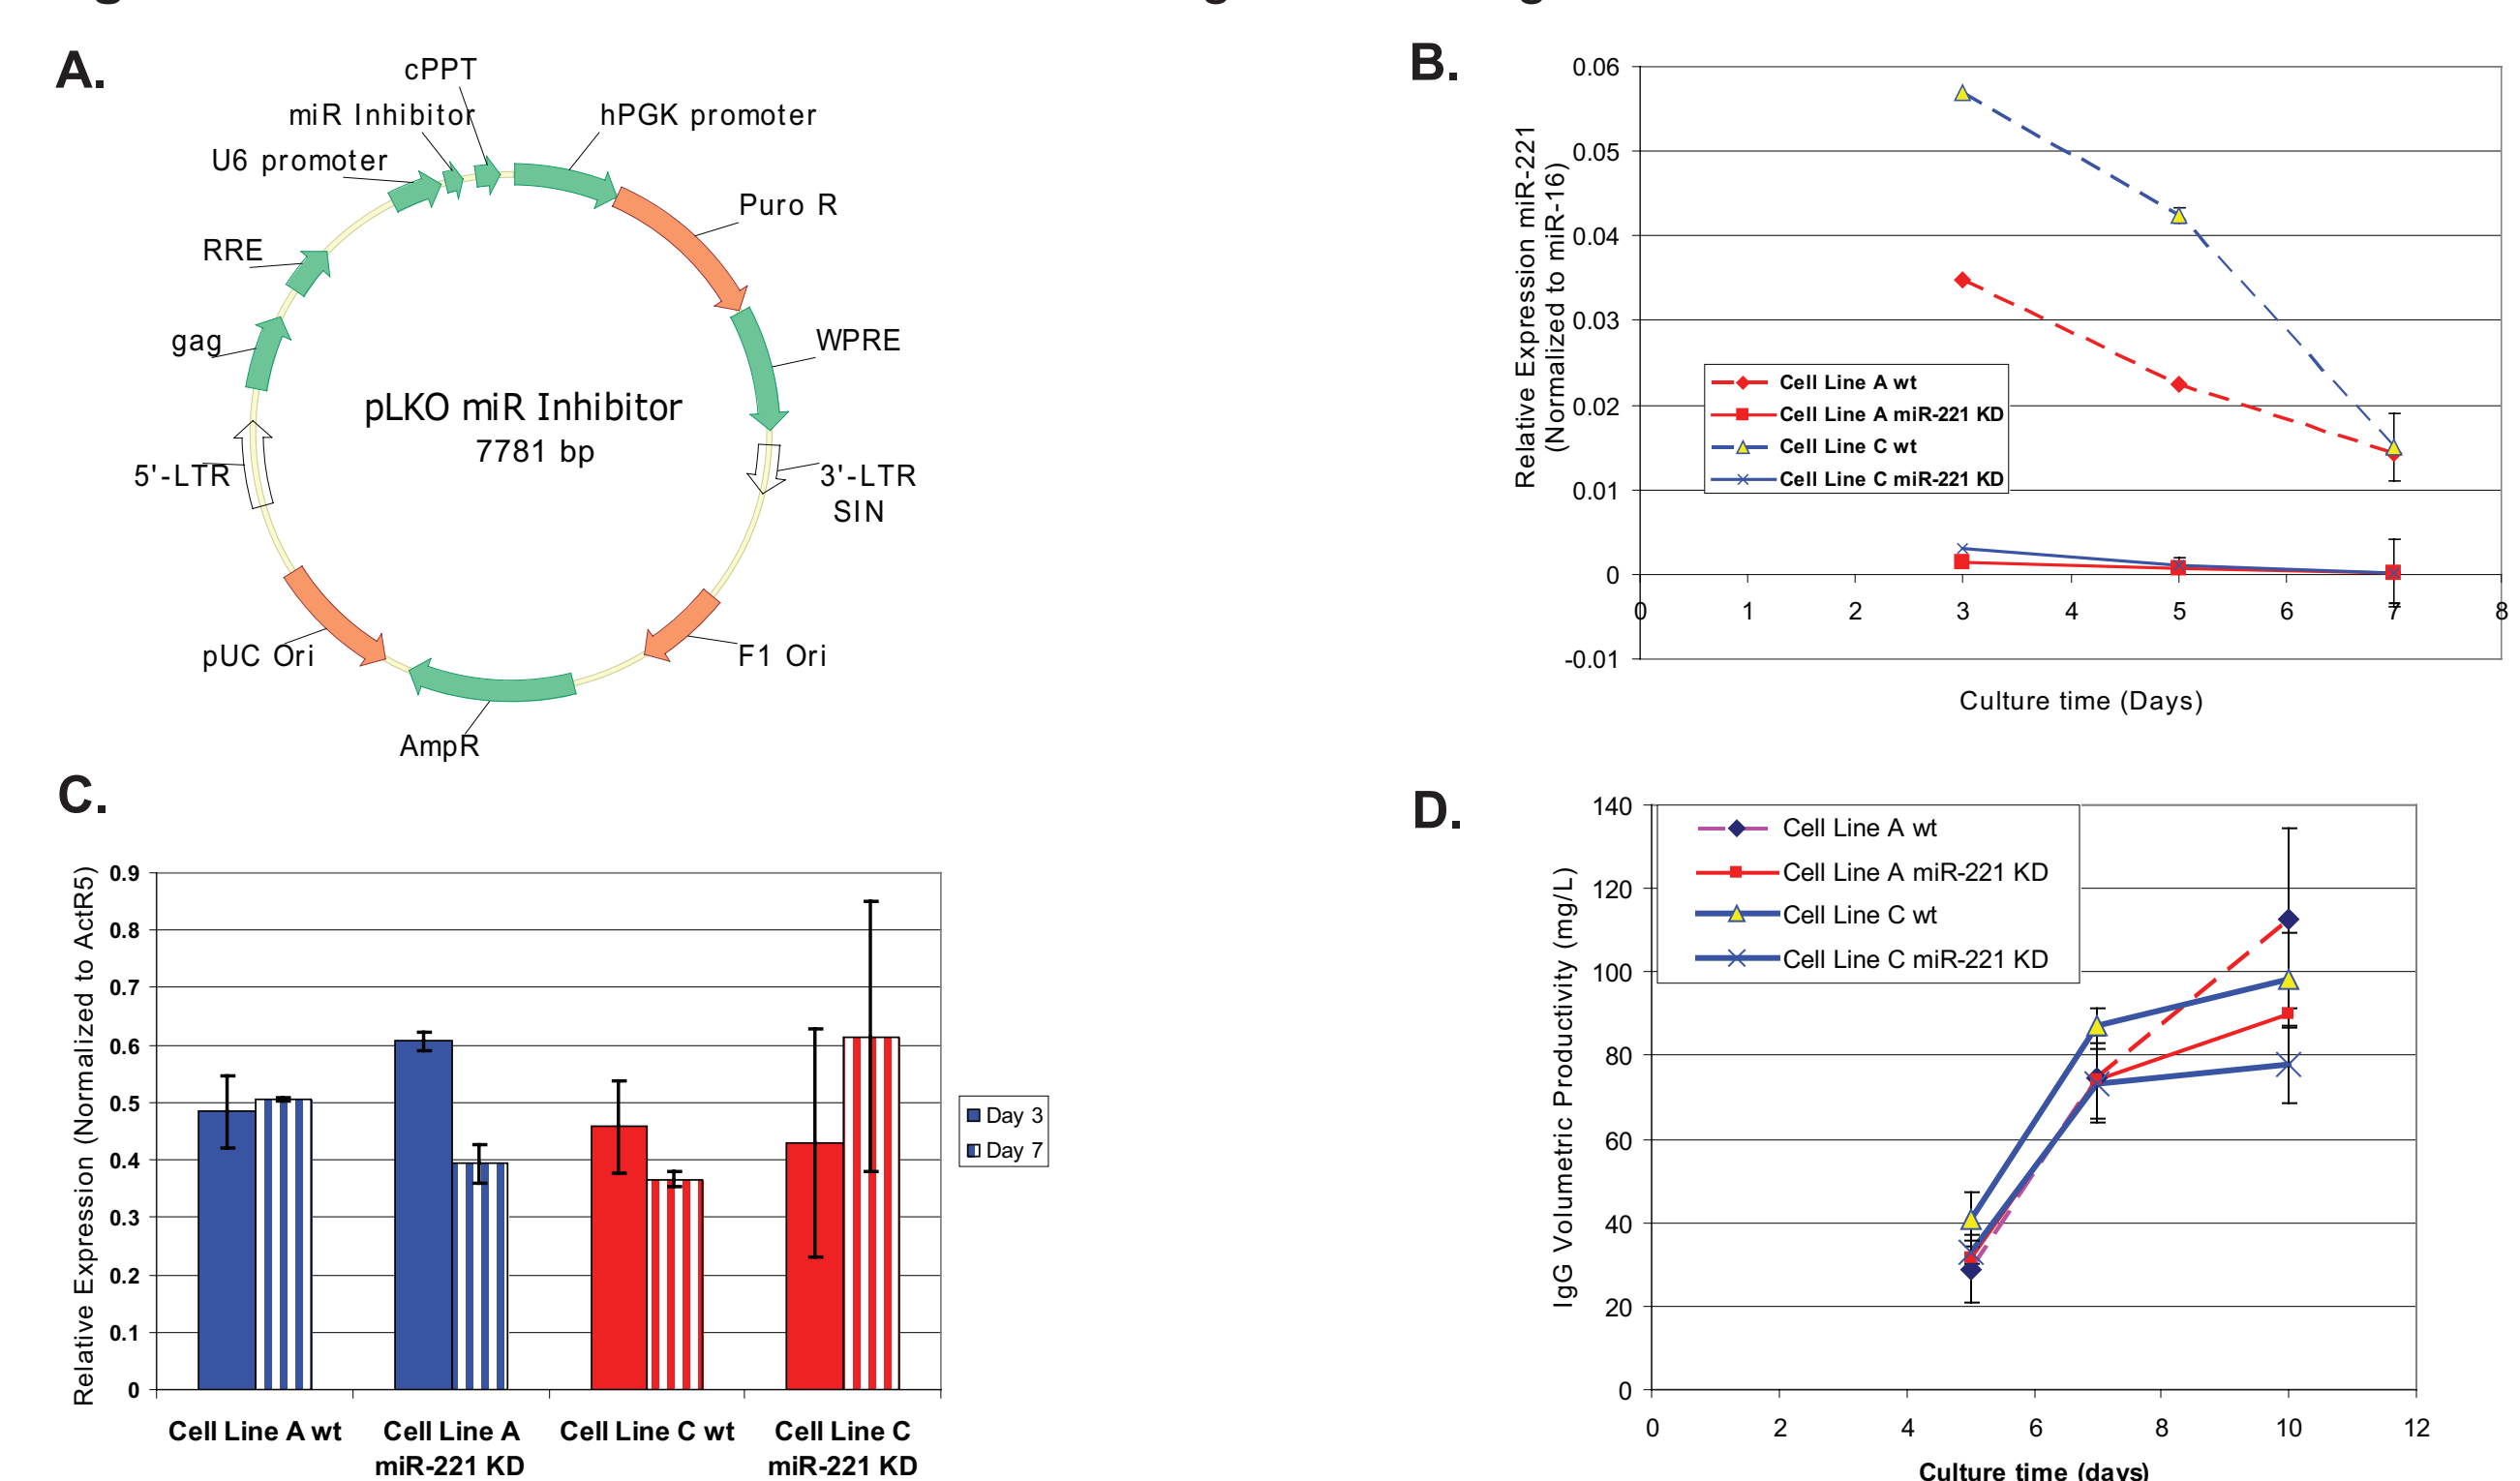 A.
cPPT
miR Inhibitor
hPGK promoter
U6 promoter
Puro R
RRE
WPRE
gag
pLKO miR Inhibitor
7781 bp
5'-LTR
3'-LTR
SIN
pUC Ori
F1 Ori
AmpR
B.
Relative Expression miR-221
(Normalized to miR-16)
0.06
0.05
0.04
0.03
0.02
0.01
0
-0.01
Cell Line A wt
Cell Line A miR-221 KD
Cell Line C wt
Cell Line C miR-221 KD
0 1 2 3 4 5 6 7 8
Culture time (Days)
C.
Relative Expression (Normalized to ActR5)
0.9
0.8
0.7
0.6
0.5
0.4
0.3
0.2
0.1
0
Day 3
Day 7
Cell Line A wt
Cell Line A
miR-221 KD
Cell Line C wt
Cell Line C
miR-221 KD
D.
IgG Volumetric Productivity (mg/L)
140
120
100
80
60
40
20
0
Cell Line A wt
Cell Line A miR-221 KD
Cell Line C wt
Cell Line C miR-221 KD
0 2 4 6 8 10 12
Culture time (days)